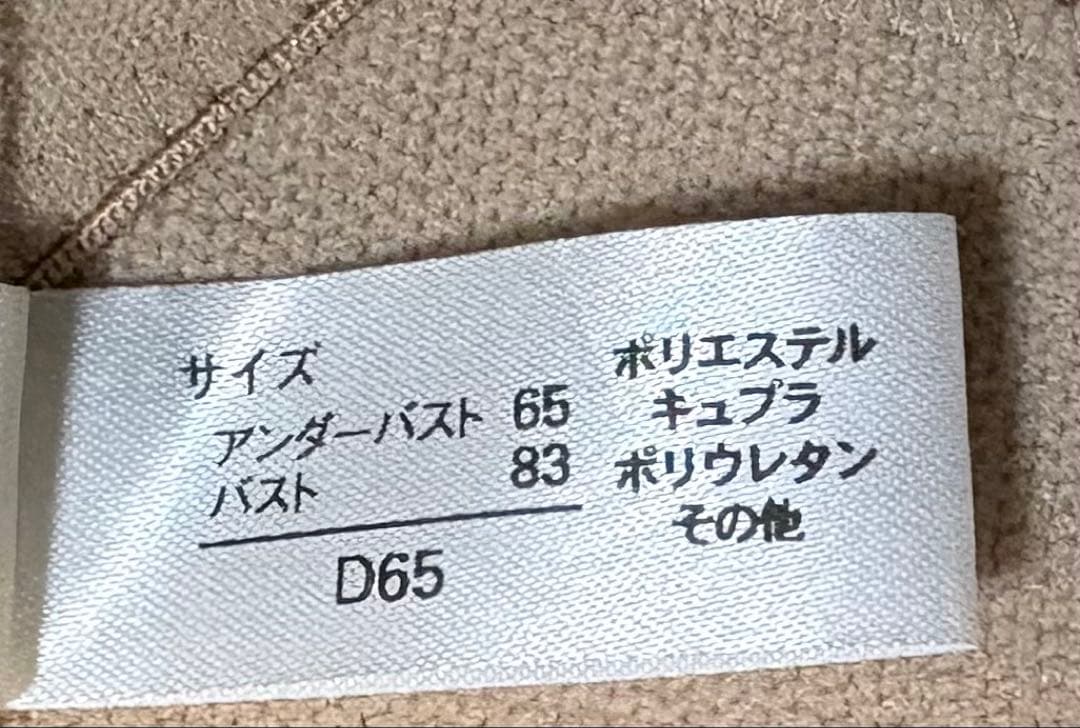 サイズ
アンダーバスト 65
バスト 83
D65
ポリエステル
キュプラ
ポリウレタン
その他